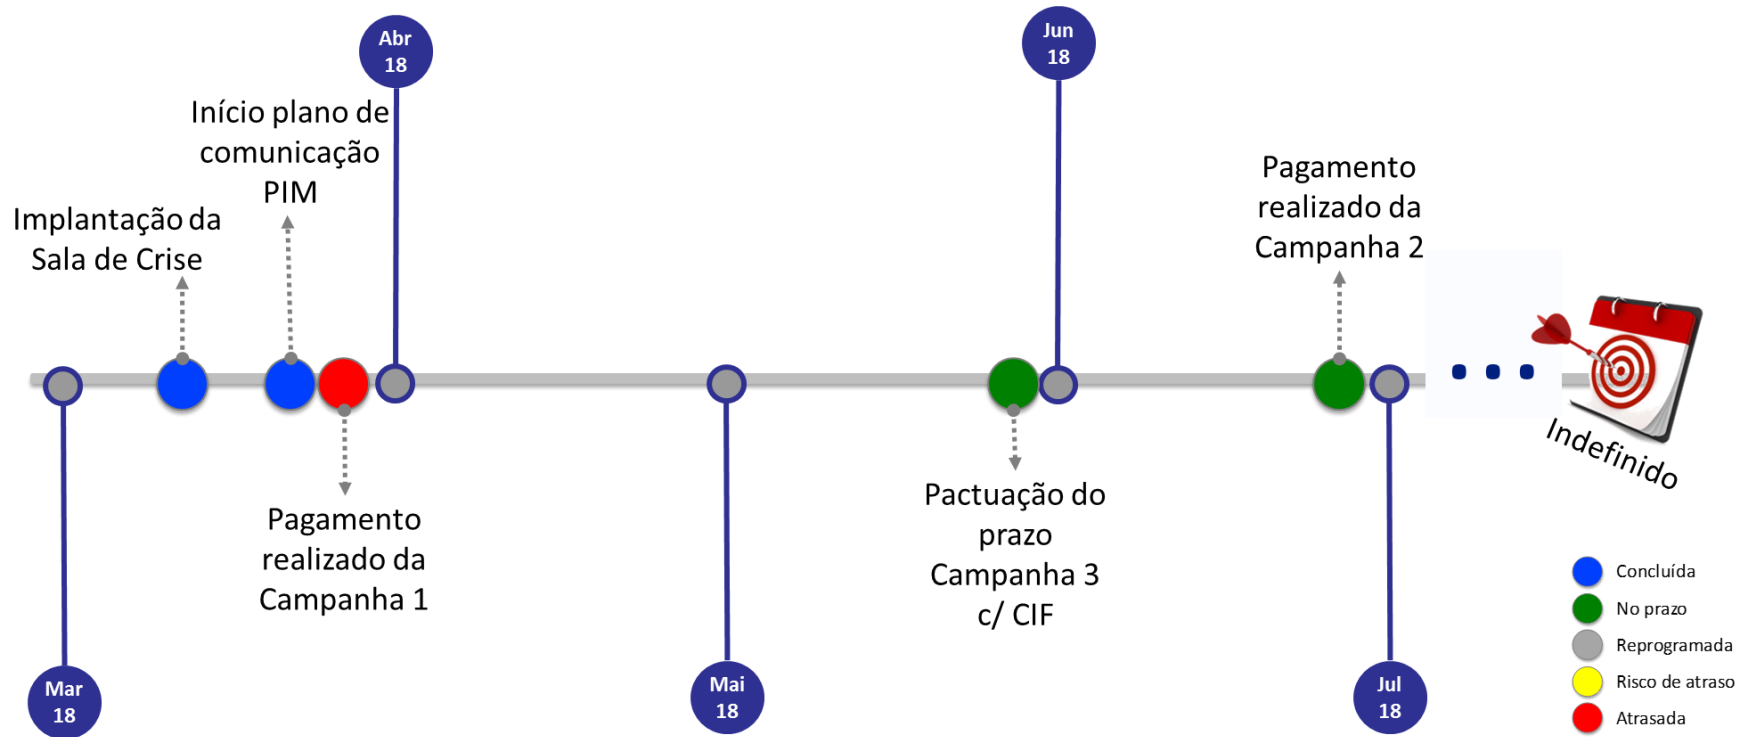 Abr
18
Jun
18
Início plano de
comunicação
PIM
Implantação da
Sala de Crise
Pagamento
realizado da
Campanha 2
Pagamento
realizado da
Campanha 1
Pactuação do
prazo
Campanha 3
c/ CIF
Indefinido
Mar
18
Mai
18
Jul
18
Concluída
No prazo
Reprogramada
Risco de atraso
Atrasada